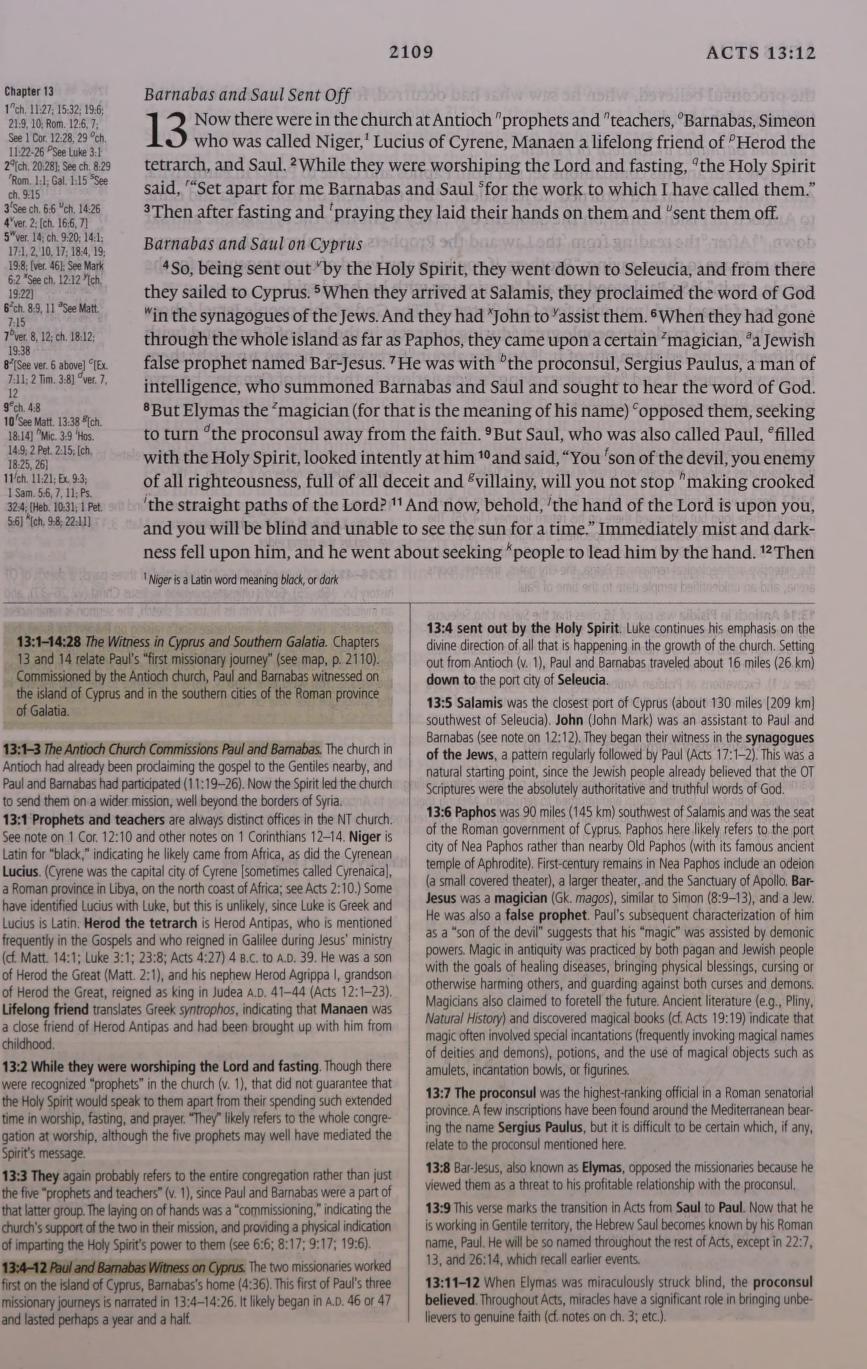 2109
ACTS 13:12
Chapter 13
1 n ch. 11:27; 15:32; 19:6;
21:9, 10; Rom. 12:6, 7;
See 1 Cor. 12:28, 29 o ch.
11:22-26 p See Luke 3:1
2 q [ch. 20:28]; See ch. 8:29
r Rom. 1:1; Gal. 1:15 s See
ch. 9:15
3 t See ch. 6:6 u ch. 14:26
4 v ver. 2; [ch. 16:6, 7]
5 w ver. 14; ch. 9:20; 14:1;
17:1, 2, 10, 17; 18:4, 19;
19:8; [ver. 46]; See Mark
6:2 x See ch. 12:12 y [ch.
19:22]
6 z ch. 8:9, 11 a See Matt.
7:15
7 b ver. 8, 12; ch. 18:12;
19:38
8 z [See ver. 6 above] c [Ex.
7:11; 2 Tim. 3:8] d ver. 7,
12
9 e ch. 4:8
10 f See Matt. 13:38 g [ch.
18:14] h Mic. 3:9 i Hos.
14:9; 2 Pet. 2:15; [ch.
18:25, 26]
11 j ch. 11:21; Ex. 9:3;
1 Sam. 5:6, 7, 11; Ps.
32:4; [Heb. 10:31; 1 Pet.
5:6] k [ch. 9:8; 22:11]
Barnabas and Saul Sent Off
13 Now there were in the church at Antioch n prophets and n teachers, o Barnabas, Simeon
who was called Niger,1 Lucius of Cyrene, Manaen a lifelong friend of p Herod the
tetrarch, and Saul. 2 While they were worshiping the Lord and fasting, q the Holy Spirit
said, r “Set apart for me Barnabas and Saul s for the work to which I have called them.”
3 Then after fasting and t praying they laid their hands on them and u sent them off.
Barnabas and Saul on Cyprus
4 So, being sent out v by the Holy Spirit, they went down to Seleucia, and from there
they sailed to Cyprus. 5 When they arrived at Salamis, they proclaimed the word of God
w in the synagogues of the Jews. And they had x John to y assist them. 6 When they had gone
through the whole island as far as Paphos, they came upon a certain z magician, a a Jewish
false prophet named Bar-Jesus. 7 He was with b the proconsul, Sergius Paulus, a man of
intelligence, who summoned Barnabas and Saul and sought to hear the word of God.
8 But Elymas the z magician (for that is the meaning of his name) c opposed them, seeking
to turn d the proconsul away from the faith. 9 But Saul, who was also called Paul, e filled
with the Holy Spirit, looked intently at him 10 and said, “You f son of the devil, you enemy
of all righteousness, full of all deceit and g villainy, will you not stop h making crooked
i the straight paths of the Lord? 11 And now, behold, j the hand of the Lord is upon you,
and you will be blind and unable to see the sun for a time.” Immediately mist and dark-
ness fell upon him, and he went about seeking k people to lead him by the hand. 12 Then
1 Niger is a Latin word meaning black, or dark
13:1–14:28 The Witness in Cyprus and Southern Galatia. Chapters
13 and 14 relate Paul's “first missionary journey” (see map, p. 2110).
Commissioned by the Antioch church, Paul and Barnabas witnessed on
the island of Cyprus and in the southern cities of the Roman province
of Galatia.
13:1–3 The Antioch Church Commissions Paul and Barnabas. The church in
Antioch had already been proclaiming the gospel to the Gentiles nearby, and
Paul and Barnabas had participated (11:19–26). Now the Spirit led the church
to send them on a wider mission, well beyond the borders of Syria.
13:1 Prophets and teachers are always distinct offices in the NT church.
See note on 1 Cor. 12:10 and other notes on 1 Corinthians 12–14. Niger is
Latin for “black,” indicating he likely came from Africa, as did the Cyrenean
Lucius. (Cyrene was the capital city of Cyrene [sometimes called Cyrenaica],
a Roman province in Libya, on the north coast of Africa; see Acts 2:10.) Some
have identified Lucius with Luke, but this is unlikely, since Luke is Greek and
Lucius is Latin. Herod the tetrarch is Herod Antipas, who is mentioned
frequently in the Gospels and who reigned in Galilee during Jesus' ministry
(cf. Matt. 14:1; Luke 3:1; 23:8; Acts 4:27) 4 B.C. to A.D. 39. He was a son
of Herod the Great (Matt. 2:1), and his nephew Herod Agrippa I, grandson
of Herod the Great, reigned as king in Judea A.D. 41–44 (Acts 12:1–23).
Lifelong friend translates Greek syntrophos, indicating that Manaen was
a close friend of Herod Antipas and had been brought up with him from
childhood.
13:2 While they were worshiping the Lord and fasting. Though there
were recognized “prophets” in the church (v. 1), that did not guarantee that
the Holy Spirit would speak to them apart from their spending such extended
time in worship, fasting, and prayer. “They” likely refers to the whole congre-
gation at worship, although the five prophets may well have mediated the
Spirit's message.
13:3 They again probably refers to the entire congregation rather than just
the five “prophets and teachers” (v. 1), since Paul and Barnabas were a part of
that latter group. The laying on of hands was a “commissioning,” indicating the
church's support of the two in their mission, and providing a physical indication
of imparting the Holy Spirit's power to them (see 6:6; 8:17; 9:17; 19:6).
13:4–12 Paul and Barnabas Witness on Cyprus. The two missionaries worked
first on the island of Cyprus, Barnabas's home (4:36). This first of Paul's three
missionary journeys is narrated in 13:4–14:26. It likely began in A.D. 46 or 47
and lasted perhaps a year and a half.
13:4 sent out by the Holy Spirit. Luke continues his emphasis on the
divine direction of all that is happening in the growth of the church. Setting
out from Antioch (v. 1), Paul and Barnabas traveled about 16 miles (26 km)
down to the port city of Seleucia.
13:5 Salamis was the closest port of Cyprus (about 130 miles [209 km]
southwest of Seleucia). John (John Mark) was an assistant to Paul and
Barnabas (see note on 12:12). They began their witness in the synagogues
of the Jews, a pattern regularly followed by Paul (Acts 17:1–2). This was a
natural starting point, since the Jewish people already believed that the OT
Scriptures were the absolutely authoritative and truthful words of God.
13:6 Paphos was 90 miles (145 km) southwest of Salamis and was the seat
of the Roman government of Cyprus. Paphos here likely refers to the port
city of Nea Paphos rather than nearby Old Paphos (with its famous ancient
temple of Aphrodite). First-century remains in Nea Paphos include an odeion
(a small covered theater), a larger theater, and the Sanctuary of Apollo. Bar-
Jesus was a magician (Gk. magos), similar to Simon (8:9–13), and a Jew.
He was also a false prophet. Paul's subsequent characterization of him
as a “son of the devil” suggests that his “magic” was assisted by demonic
powers. Magic in antiquity was practiced by both pagan and Jewish people
with the goals of healing diseases, bringing physical blessings, cursing or
otherwise harming others, and guarding against both curses and demons.
Magicians also claimed to foretell the future. Ancient literature (e.g., Pliny,
Natural History) and discovered magical books (cf. Acts 19:19) indicate that
magic often involved special incantations (frequently invoking magical names
of deities and demons), potions, and the use of magical objects such as
amulets, incantation bowls, or figurines.
13:7 The proconsul was the highest-ranking official in a Roman senatorial
province. A few inscriptions have been found around the Mediterranean bear-
ing the name Sergius Paulus, but it is difficult to be certain which, if any,
relate to the proconsul mentioned here.
13:8 Bar-Jesus, also known as Elymas, opposed the missionaries because he
viewed them as a threat to his profitable relationship with the proconsul.
13:9 This verse marks the transition in Acts from Saul to Paul. Now that he
is working in Gentile territory, the Hebrew Saul becomes known by his Roman
name, Paul. He will be so named throughout the rest of Acts, except in 22:7,
13, and 26:14, which recall earlier events.
13:11–12 When Elymas was miraculously struck blind, the proconsul
believed. Throughout Acts, miracles have a significant role in bringing unbe-
lievers to genuine faith (cf. notes on ch. 3; etc.).